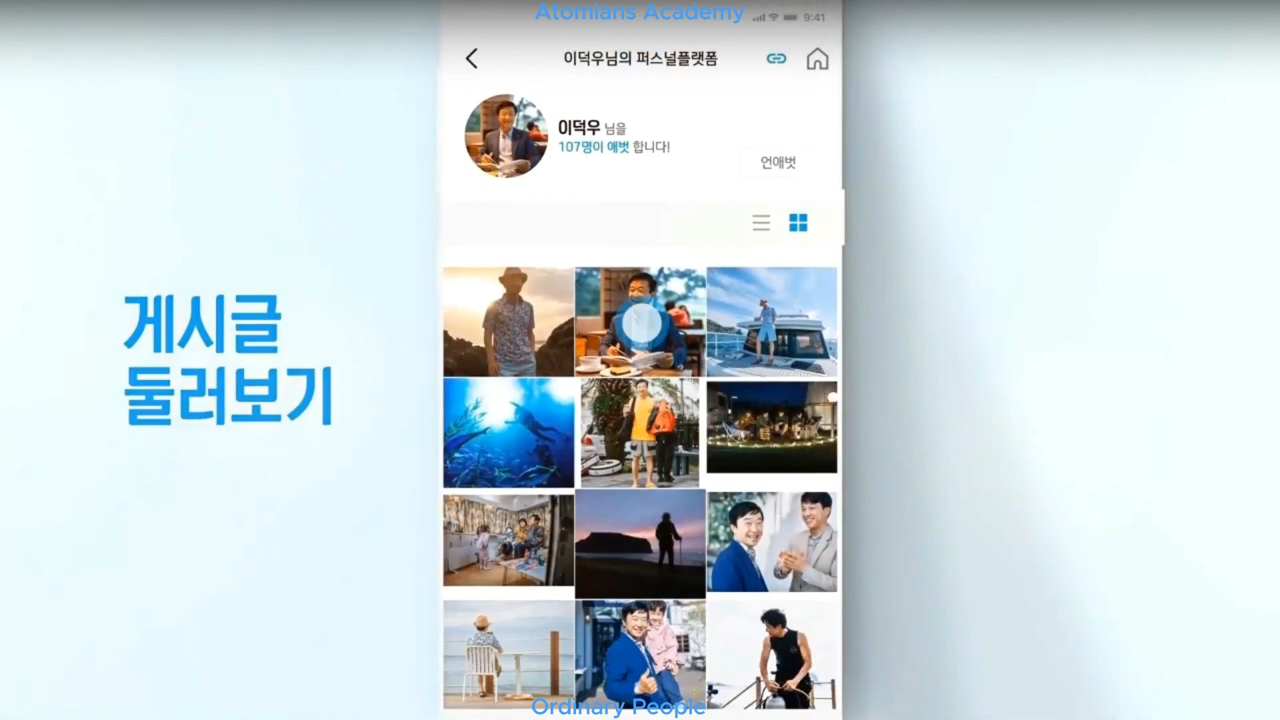 Atomians Academy
9:41
이덕우님의 퍼스널플랫폼
이덕우 님을
107명이 애벗 합니다!
언애벗
게시글
둘러보기
Ordinary People